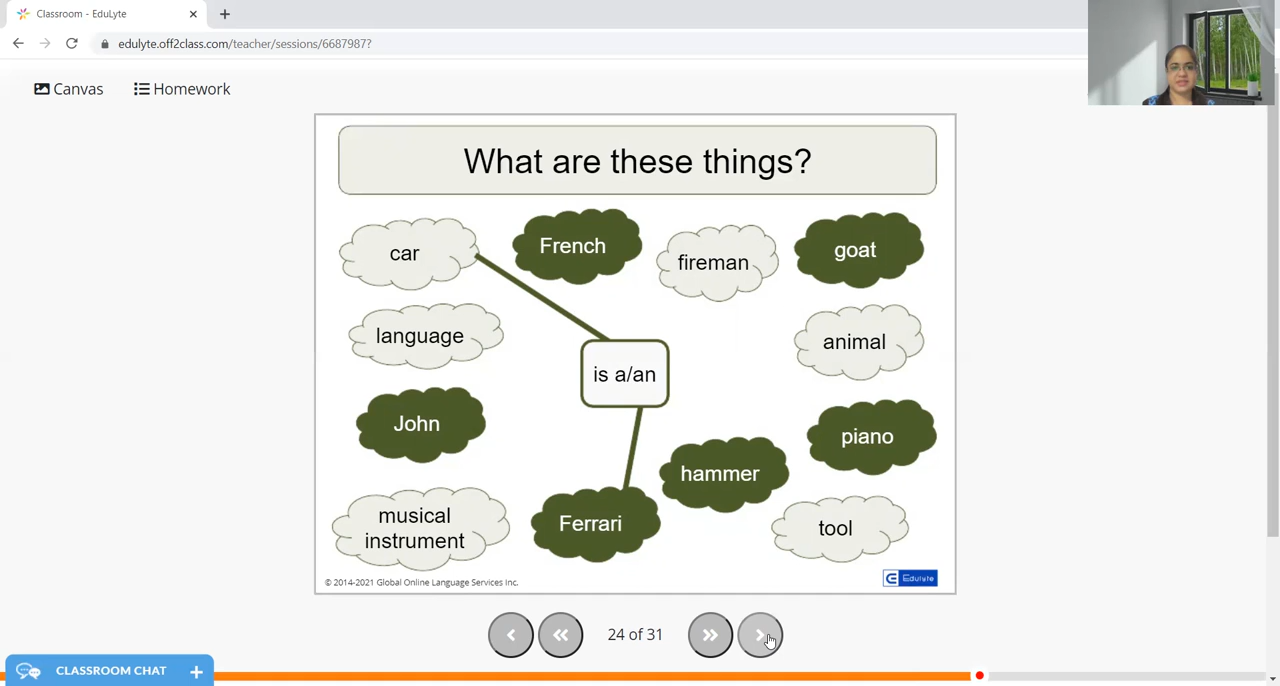 Classroom - EduLyte
edulyte.off2class.com/teacher/sessions/6687987?
Canvas
Homework
What are these things?
car
French
fireman
goat
language
animal
is a/an
John
piano
hammer
musical
instrument
Ferrari
tool
© 2014-2021 Global Online Language Services Inc.
Edulyte
24 of 31
CLASSROOM CHAT